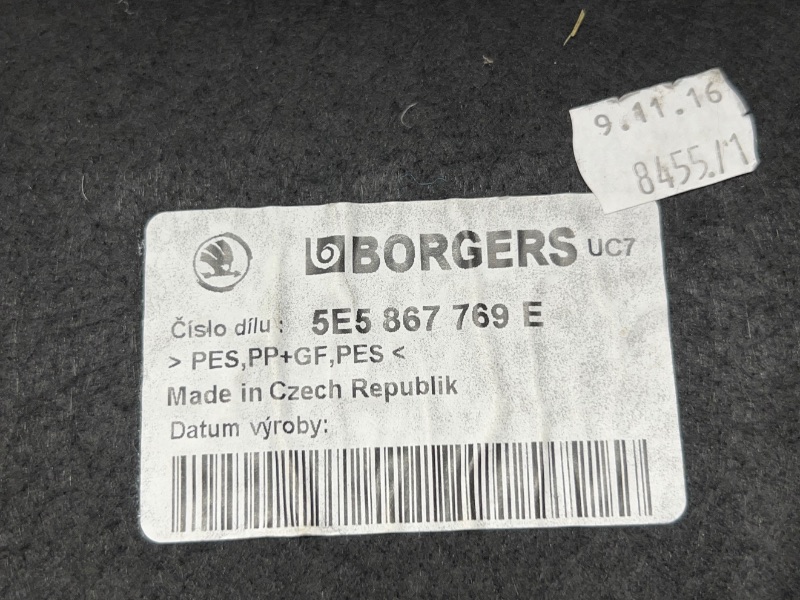 9.11.16
8455./1
BORGERS UC7
Číslo dílu: 5E5 867 769 E
> PES,PP+GF,PES <
Made in Czech Republik
Datum výroby: